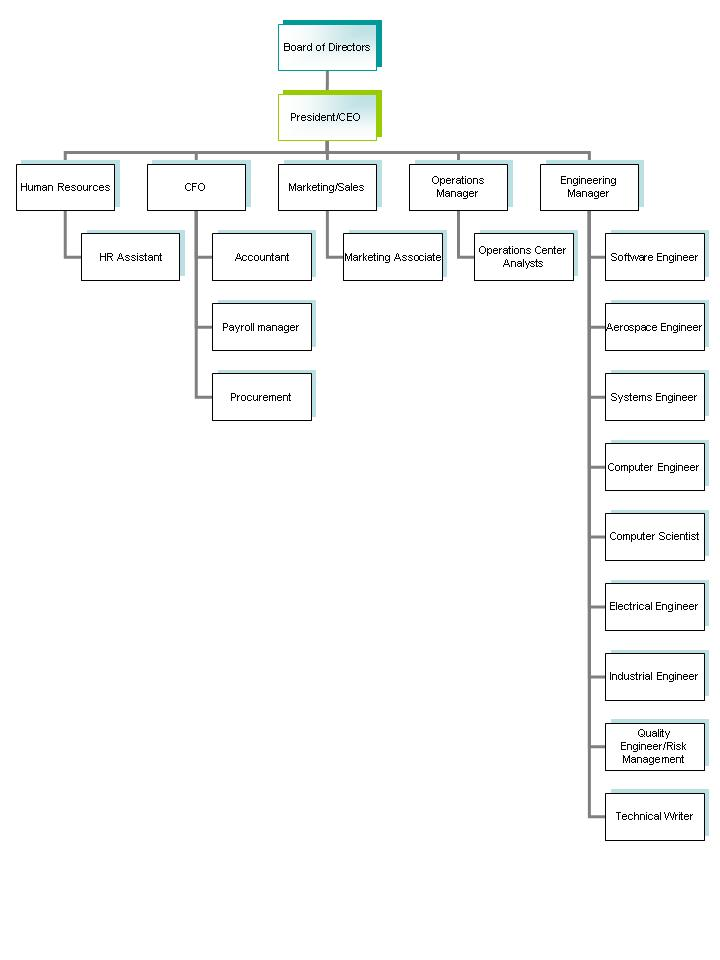 Board of Directors
President/CEO
Human Resources
CFO
Marketing/Sales
Operations
Manager
Engineering
Manager
HR Assistant
Accountant
Marketing Associate
Operations Center
Analysts
Software Engineer
Payroll manager
Aerospace Engineer
Procurement
Systems Engineer
Computer Engineer
Computer Scientist
Electrical Engineer
Industrial Engineer
Quality
Engineer/Risk
Management
Technical Writer